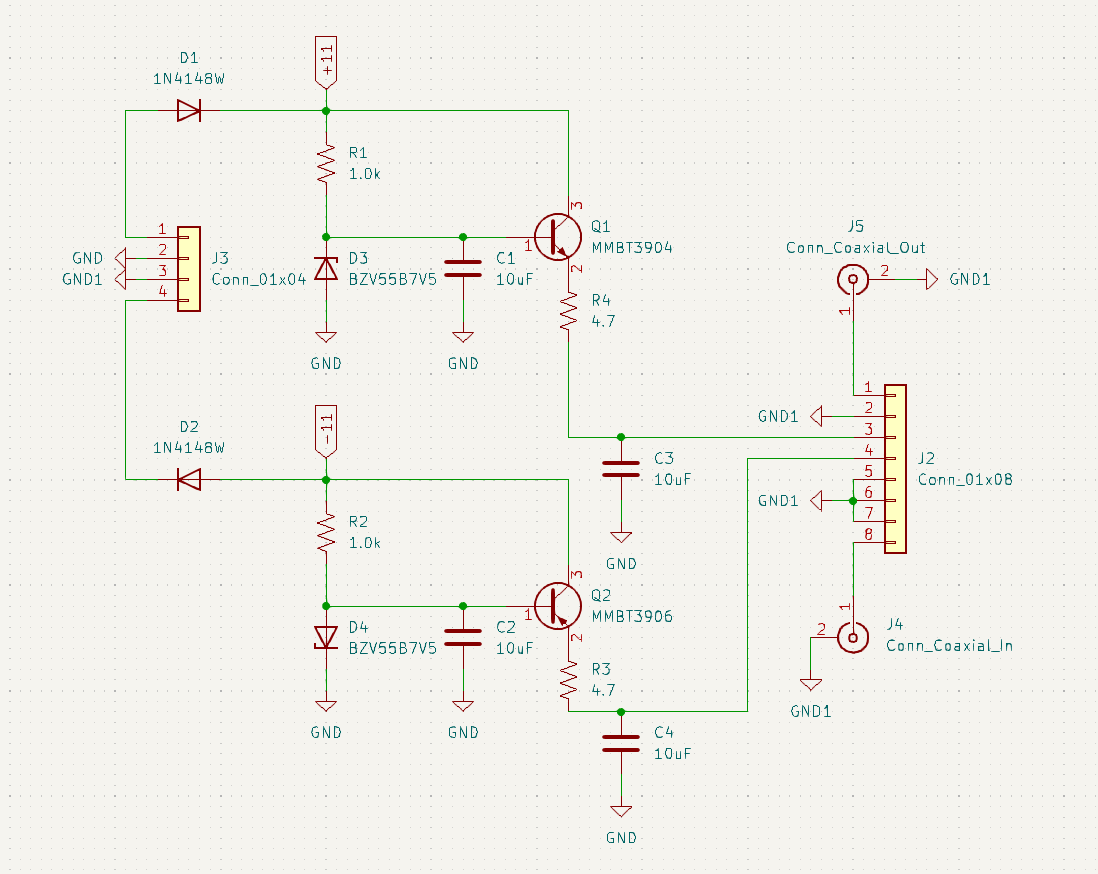 +11
D1
1N4148W
R1
1.0k
1
2
3
4
GND
GND1
J3
Conn_01x04
D3
BZV55B7V5
GND
C1
10uF
GND
1
3
2
Q1
MMBT3904
R4
4.7
J5
Conn_Coaxial_Out
2
GND1
1
-11
D2
1N4148W
R2
1.0k
C3
10uF
GND
GND1
GND1
1
2
3
4
5
6
7
8
J2
Conn_01x08
D4
BZV55B7V5
GND
C2
10uF
GND
1
3
2
Q2
MMBT3906
R3
4.7
C4
10uF
GND
1
2
J4
Conn_Coaxial_In
GND1